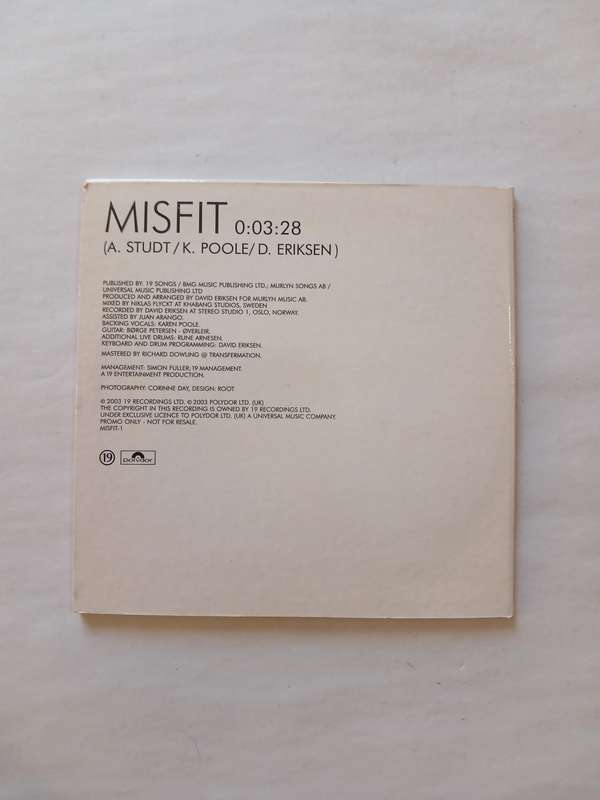 MISFIT 0:03:28
(A. STUDT / K. POOLE / D. ERIKSEN)
PUBLISHED BY: 19 SONGS / BMG MUSIC PUBLISHING LTD.; MURLYN SONGS AB /
UNIVERSAL MUSIC PUBLISHING LTD
PRODUCED AND ARRANGED BY DAVID ERIKSEN FOR MURLYN MUSIC AB.
MIXED BY NIKLAS FLYCKT AT KHABANG STUDIOS, SWEDEN
RECORDED BY DAVID ERIKSEN AT STEREO STUDIO 1, OSLO, NORWAY.
ASSISTED BY JUAN ARANGO.
BACKING VOCALS: KAREN POOLE.
GUITAR: BØRGE PETERSEN - ØVERLEIR.
ADDITIONAL LIVE DRUMS: RUNE ARNESEN.
KEYBOARD AND DRUM PROGRAMMING: DAVID ERIKSEN.
MASTERED BY RICHARD DOWLING @ TRANSFERMATION.
MANAGEMENT: SIMON FULLER; 19 MANAGEMENT.
A 19 ENTERTAINMENT PRODUCTION.
PHOTOGRAPHY: CORINNE DAY, DESIGN: ROOT
℗ 2003 19 RECORDINGS LTD. © 2003 POLYDOR LTD. (UK)
THE COPYRIGHT IN THIS RECORDING IS OWNED BY 19 RECORDINGS LTD.
UNDER EXCLUSIVE LICENCE TO POLYDOR LTD. (UK) A UNIVERSAL MUSIC COMPANY.
PROMO ONLY - NOT FOR RESALE.
MISFIT-1
19 polydor